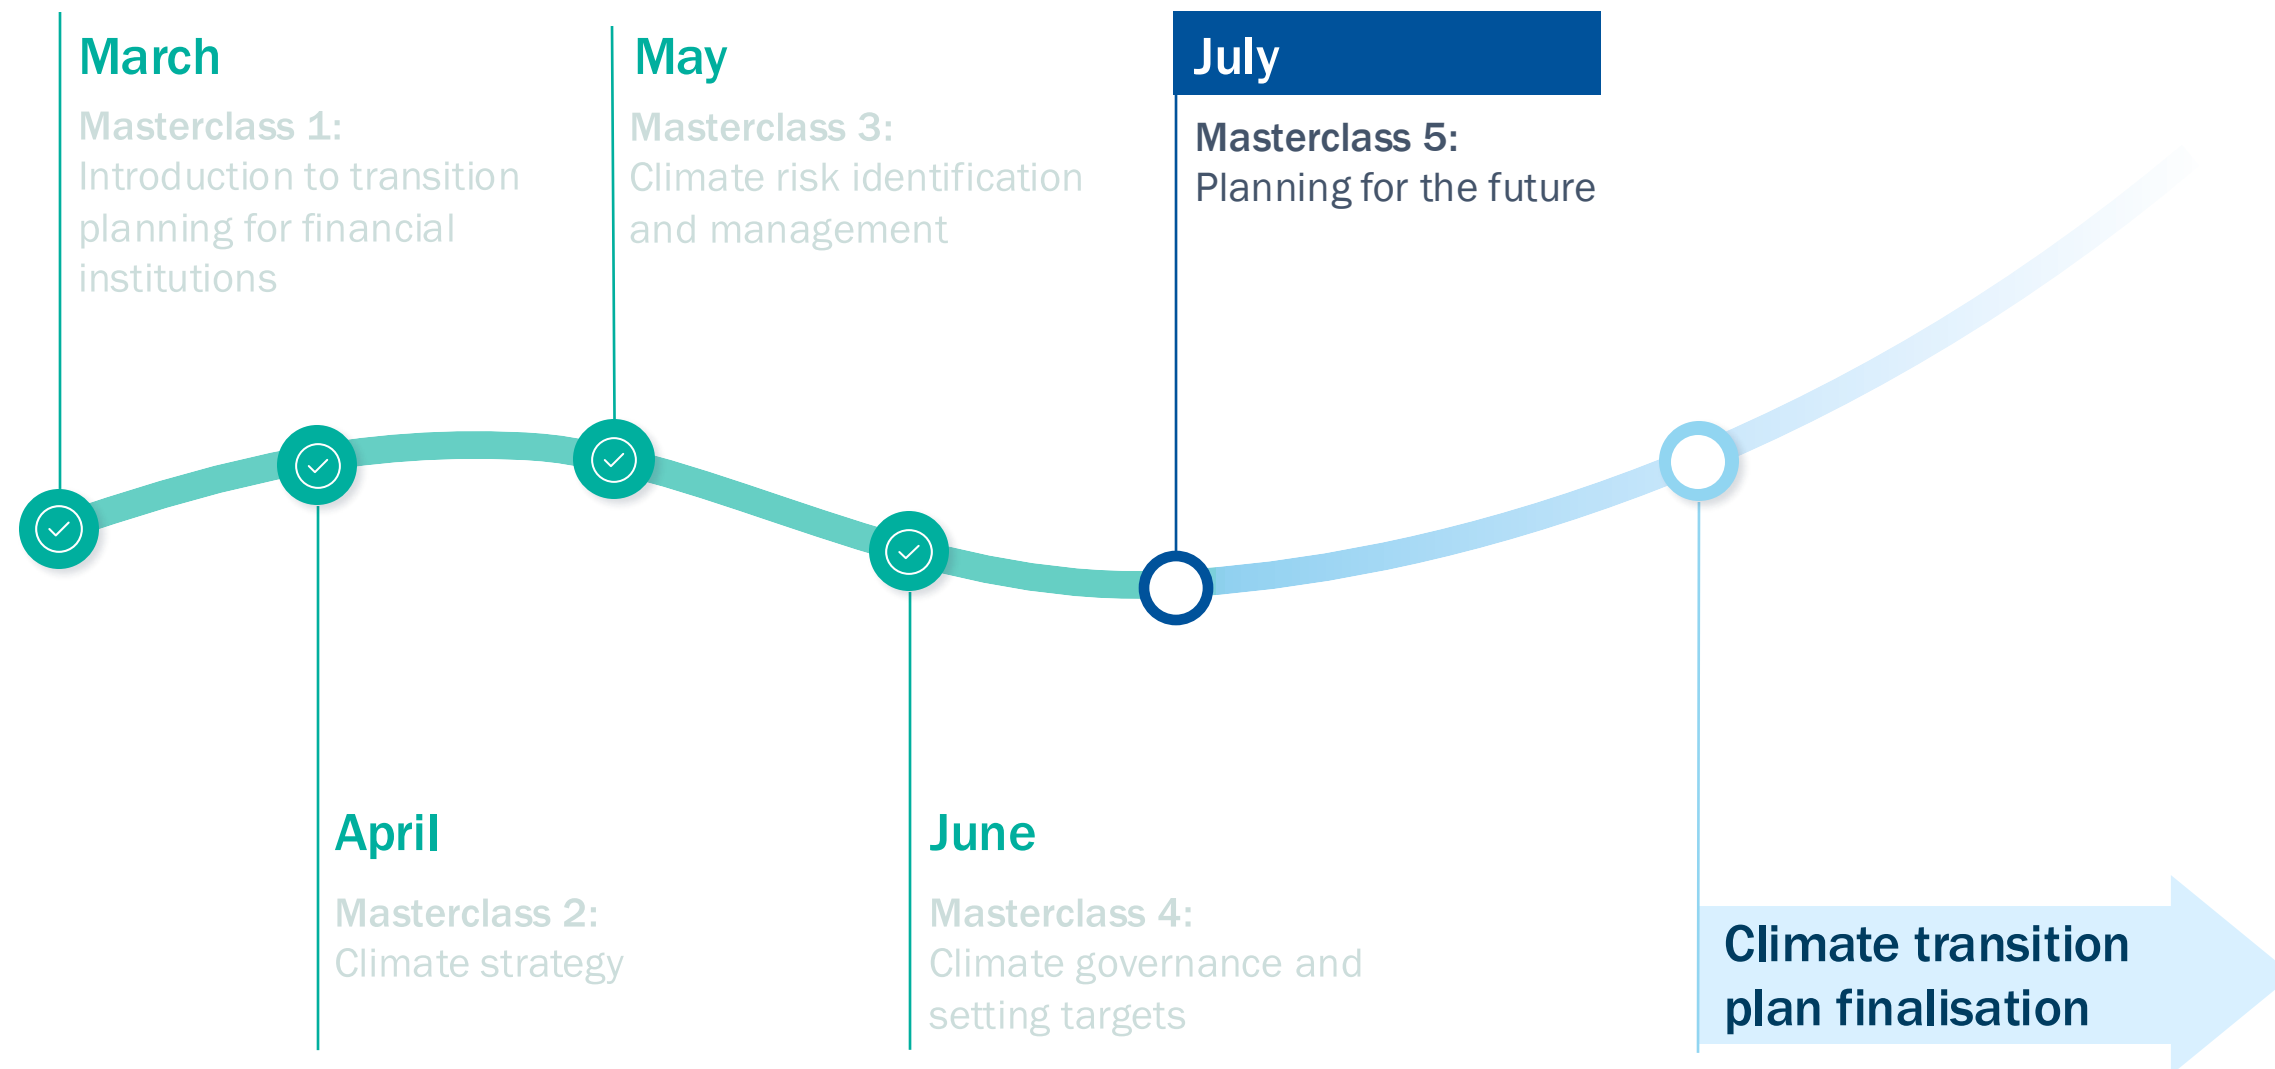 March
Masterclass 1:
Introduction to transition
planning for financial
institutions
April
Masterclass 2:
Climate strategy
May
Masterclass 3:
Climate risk identification
and management
June
Masterclass 4:
Climate governance and
setting targets
July
Masterclass 5:
Planning for the future
Climate transition
plan finalisation